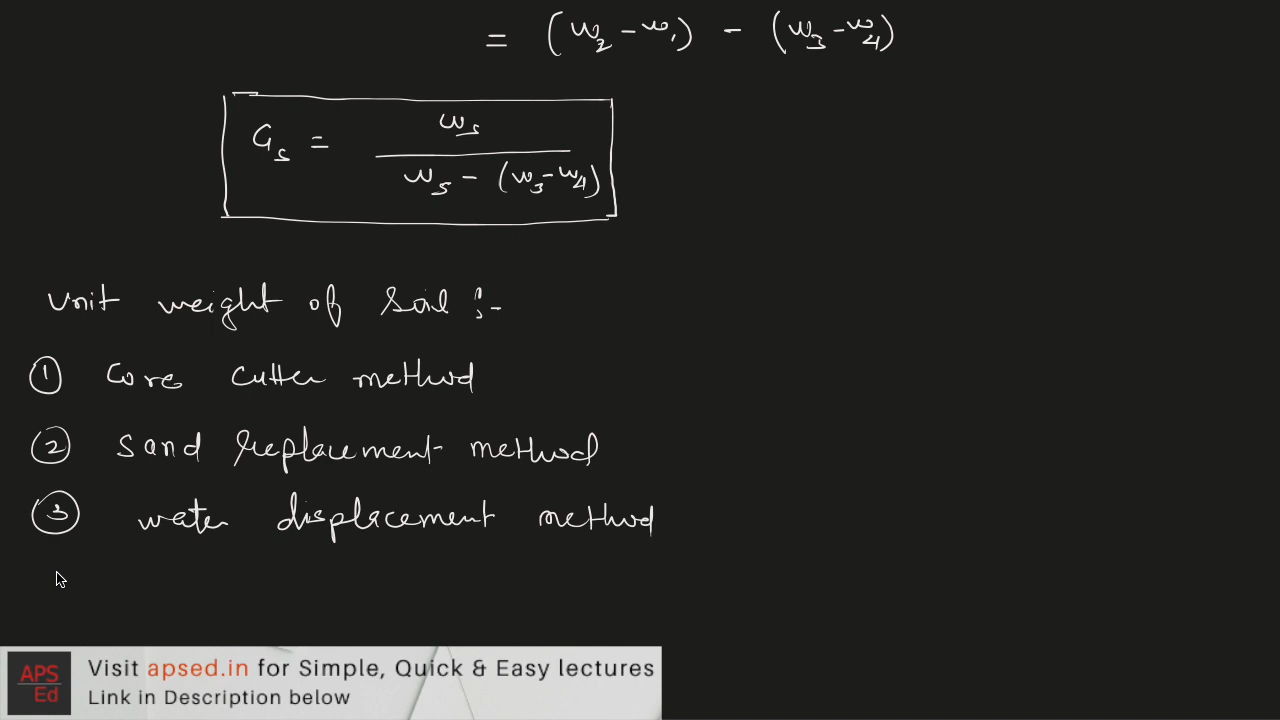 = (w₂ - w₁) - (w₃ - w₄)
Gₛ = wₛ / wₛ - (w₃ - w₄)
Unit weight of Soil :-
① Core Cutter method
② Sand Replacement method
③ water displacement method
APS Ed
Visit apsed.in for Simple, Quick & Easy lectures
Link in Description below